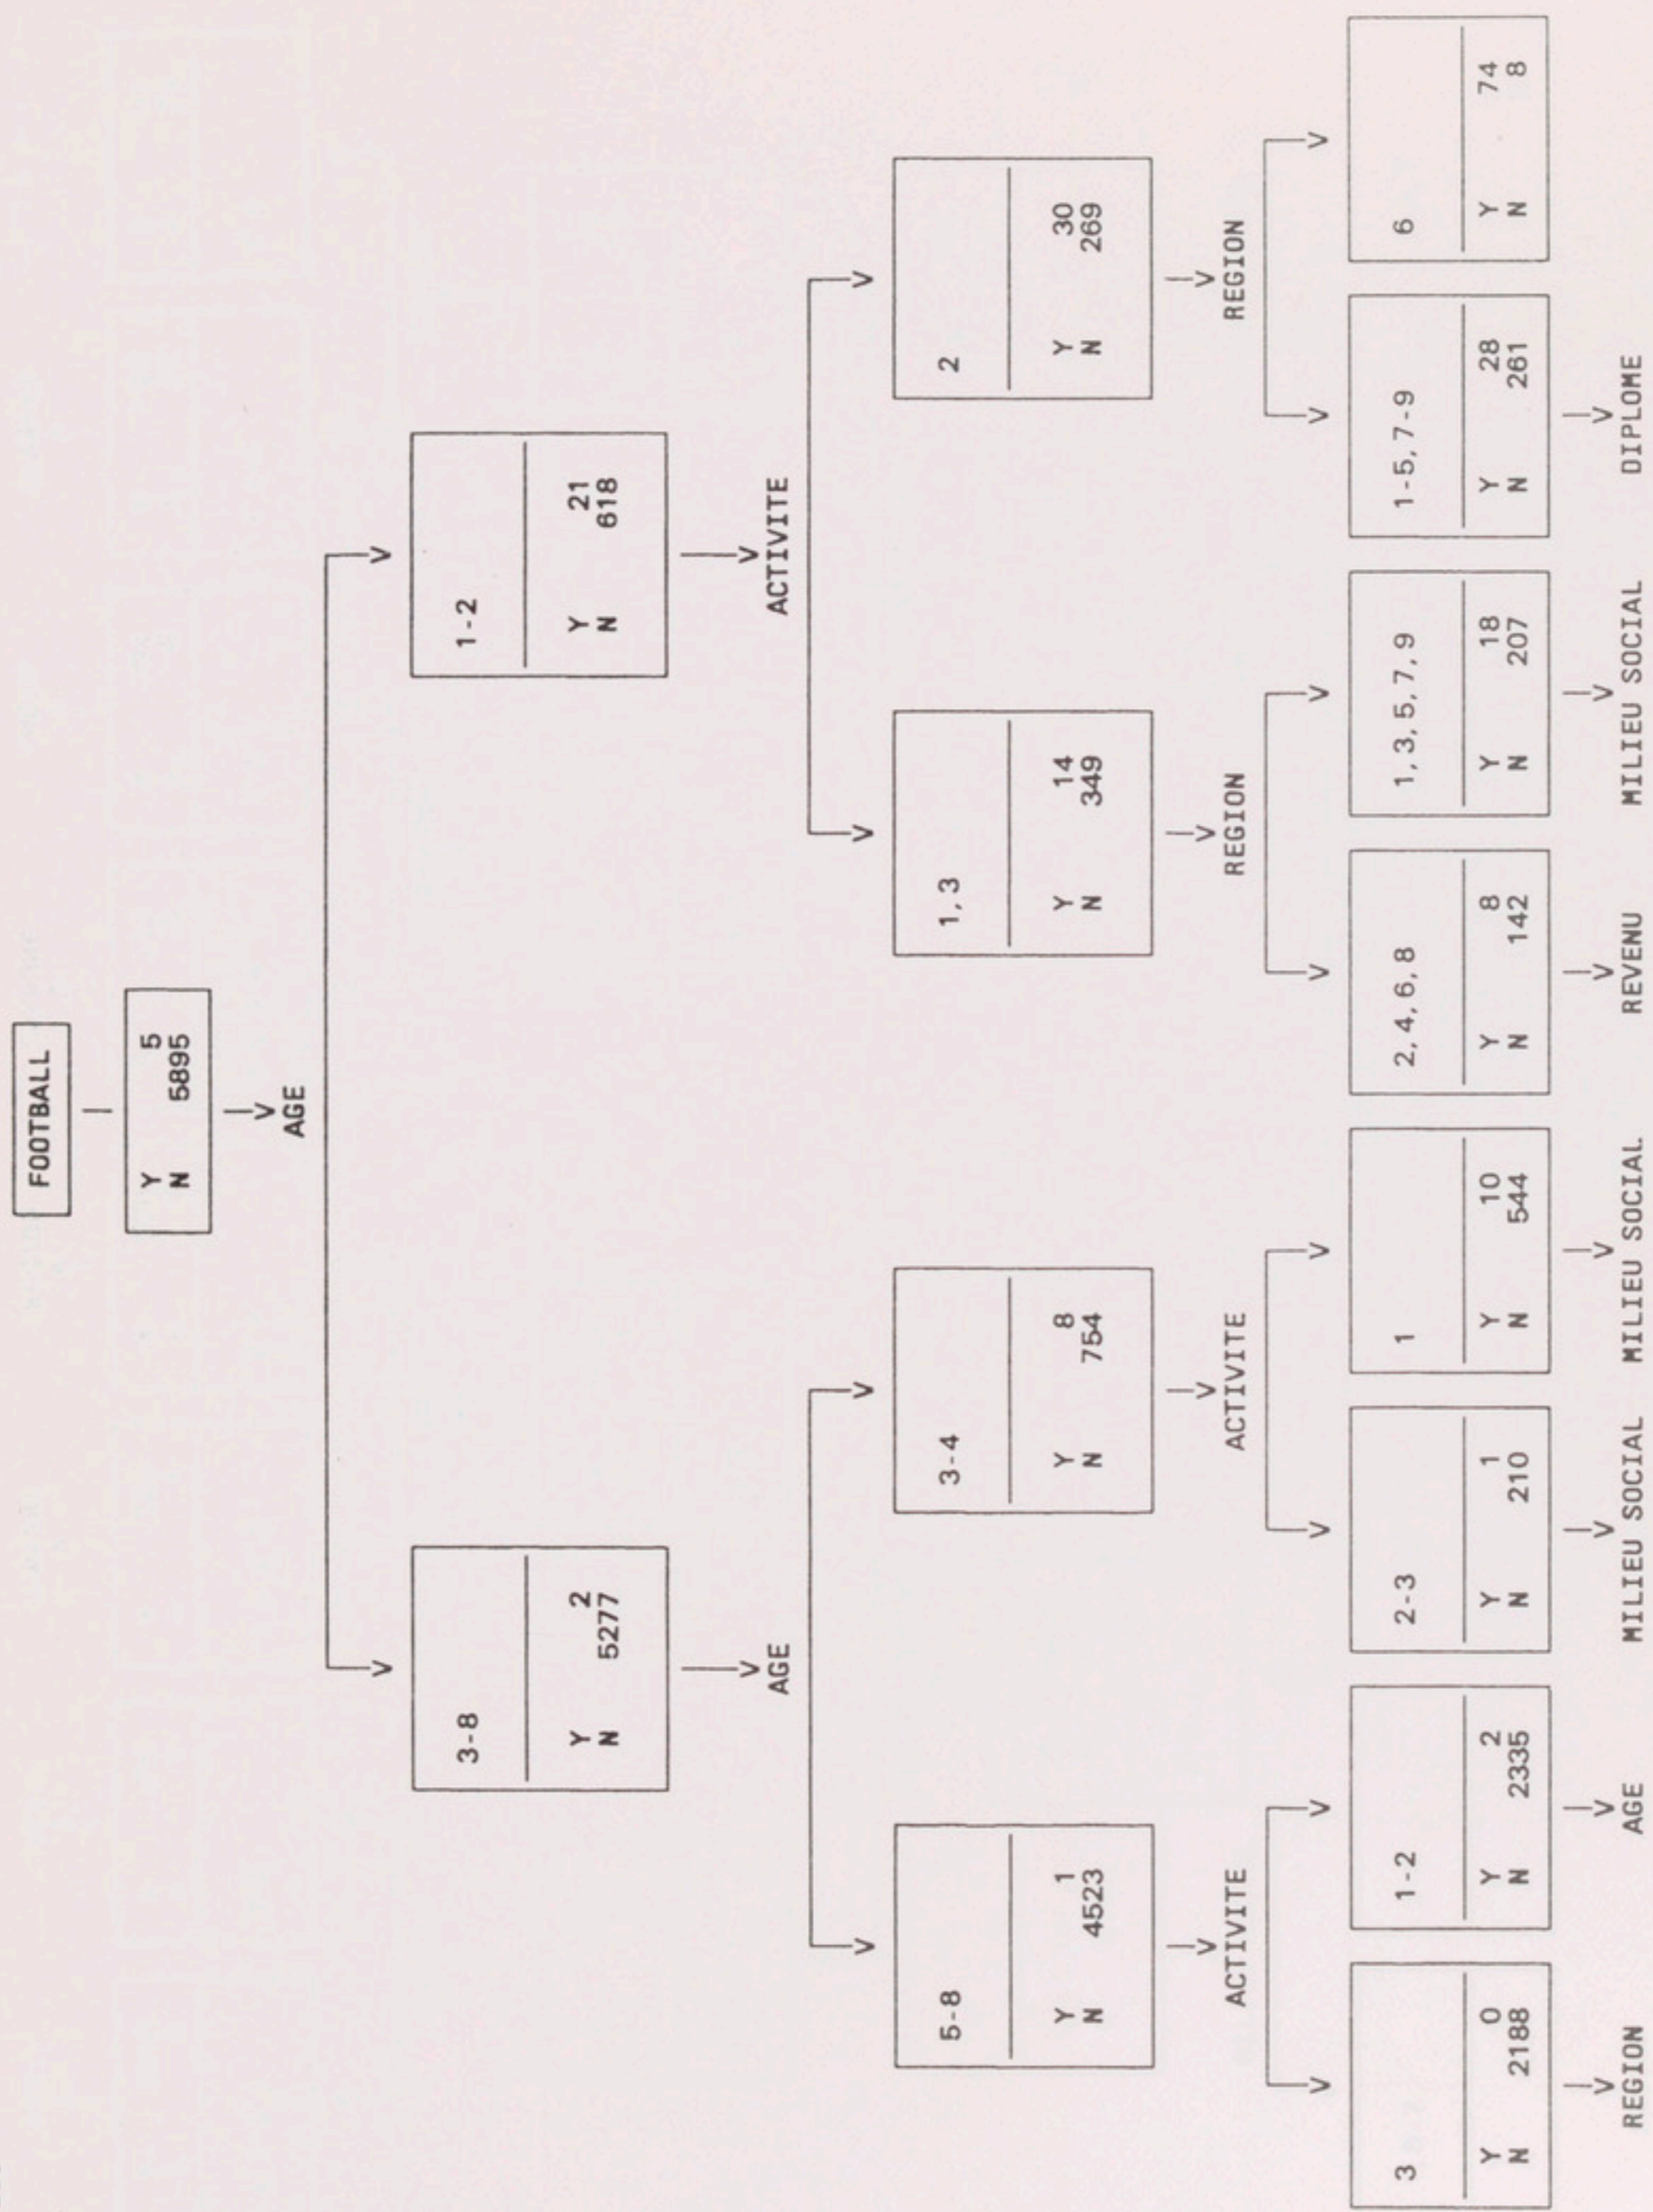 FOOTBALL
Y 5
N 5895
AGE
3-8
Y 2
N 5277
AGE
1-2
Y 21
N 618
ACTIVITE
5-8
Y 1
N 4523
ACTIVITE
3-4
Y 8
N 754
ACTIVITE
1,3
Y 14
N 349
REGION
2
Y 30
N 269
REGION
3
Y 0
N 2188
REGION
1-2
Y 2
N 2335
AGE
2-3
Y 1
N 210
MILIEU SOCIAL
1
Y 10
N 544
MILIEU SOCIAL
2,4,6,8
Y 8
N 142
REVENU
1,3,5,7,9
Y 18
N 207
MILIEU SOCIAL
1-5,7-9
Y 28
N 261
DIPLOME
6
Y 74
N 8